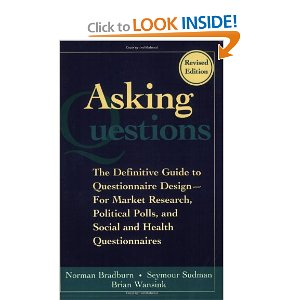 Click to LOOK INSIDE!
Revised
Edition
Asking
Questions
The Definitive Guide to
Questionnaire Design—
For Market Research,
Political Polls, and
Social and Health
Questionnaires
Norman Bradburn • Seymour Sudman
Brian Wansink